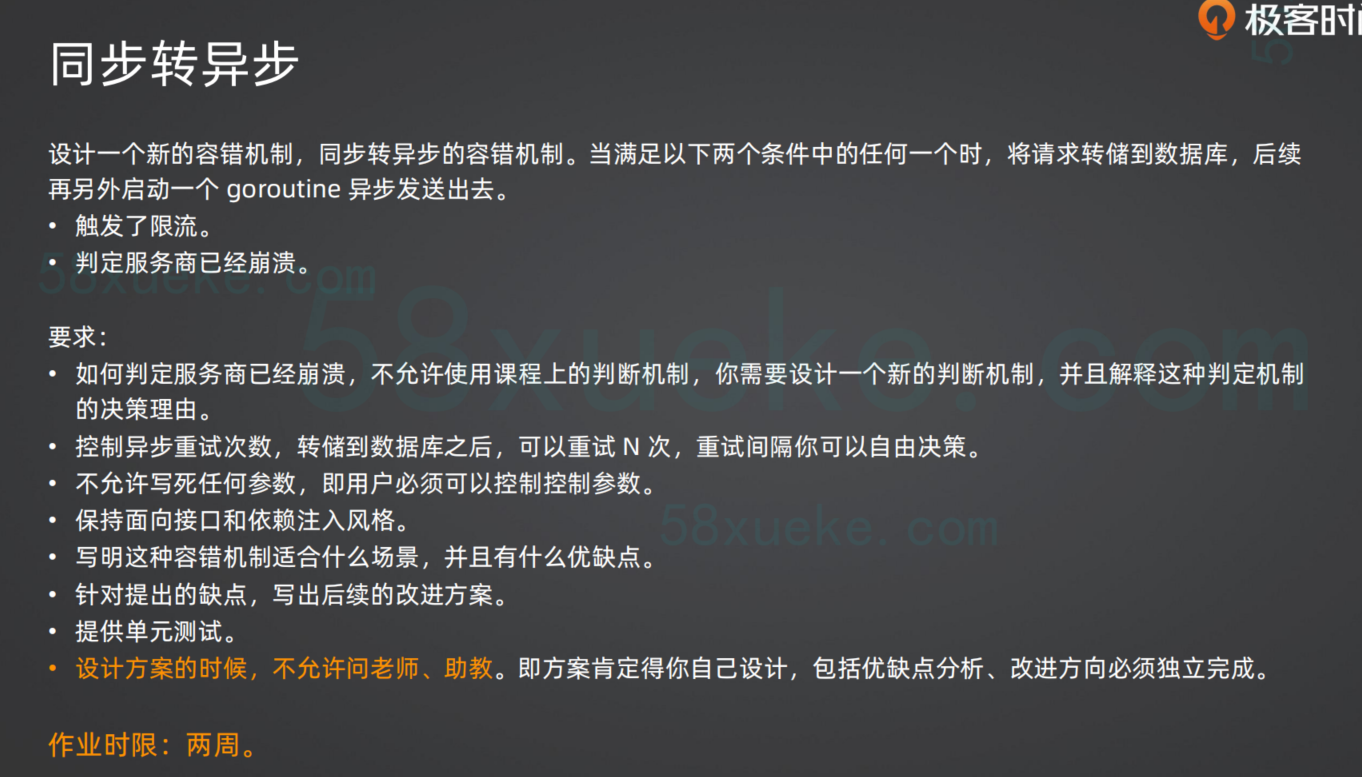 极客时间
同步转异步
设计一个新的容错机制，同步转异步的容错机制。当满足以下两个条件中的任何一个时，将请求转储到数据库，后续
再另外启动一个 goroutine 异步发送出去。
• 触发了限流。
• 判定服务商已经崩溃。
58xueke.com
58xueke.com
要求：
• 如何判定服务商已经崩溃，不允许使用课程上的判断机制，你需要设计一个新的判断机制，并且解释这种判定机制
的决策理由。
• 控制异步重试次数，转储到数据库之后，可以重试 N 次，重试间隔你可以自由决策。
• 不允许写死任何参数，即用户必须可以控制控制参数。
• 保持面向接口和依赖注入风格。
58xueke.com
• 写明这种容错机制适合什么场景，并且有什么优缺点。
• 针对提出的缺点，写出后续的改进方案。
• 提供单元测试。
• 设计方案的时候，不允许问老师、助教。即方案肯定得你自己设计，包括优缺点分析、改进方向必须独立完成。
作业时限：两周。